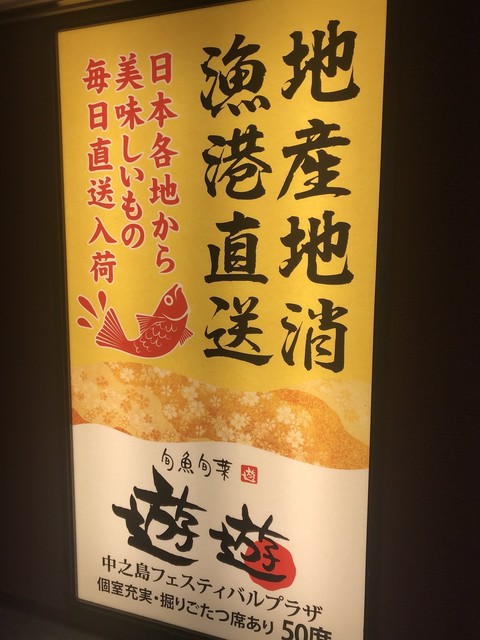 地産地消
漁港直送
日本各地から
美味しいもの
毎日直送入荷
旬魚旬菜
遊
遊遊
中之島フェスティバルプラザ
個室充実・掘りごたつ席あり 50席